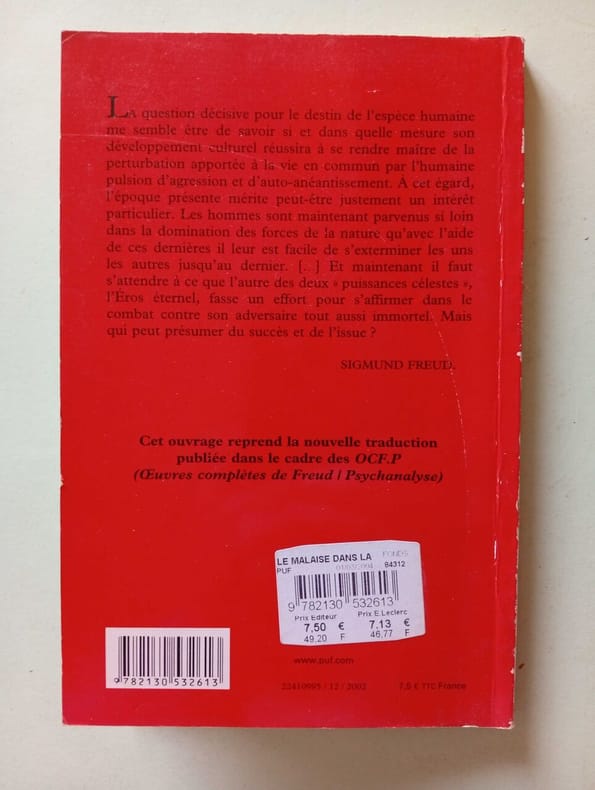 LA question décisive pour le destin de l'espèce humaine
me semble être de savoir si et dans quelle mesure son
développement culturel réussira à se rendre maître de la
perturbation apportée à la vie en commun par l'humaine
pulsion d'agression et d'auto-anéantissement. À cet égard,
l'époque présente mérite peut-être justement un intérêt
particulier. Les hommes sont maintenant parvenus si loin
dans la domination des forces de la nature qu'avec l'aide
de ces dernières il leur est facile de s'exterminer les uns
les autres jusqu'au dernier. [...] Et maintenant il faut
s'attendre à ce que l'autre des deux « puissances célestes »,
l'Éros éternel, fasse un effort pour s'affirmer dans le
combat contre son adversaire tout aussi immortel. Mais
qui peut présumer du succès et de l'issue ?
SIGMUND FREUD.
Cet ouvrage reprend la nouvelle traduction
publiée dans le cadre des OCF.P
(Œuvres complètes de Freud / Psychanalyse)
LE MALAISE DANS LA FONDS
PUF 01/03/2004 84312
9 782130 532613
Prix Editeur Prix E.Leclerc
7,50 € 7,13 €
49,20 F 46,77 F
9 782130 532613
www.puf.com
22410995 / 12 / 2002 7,5 € TTC France